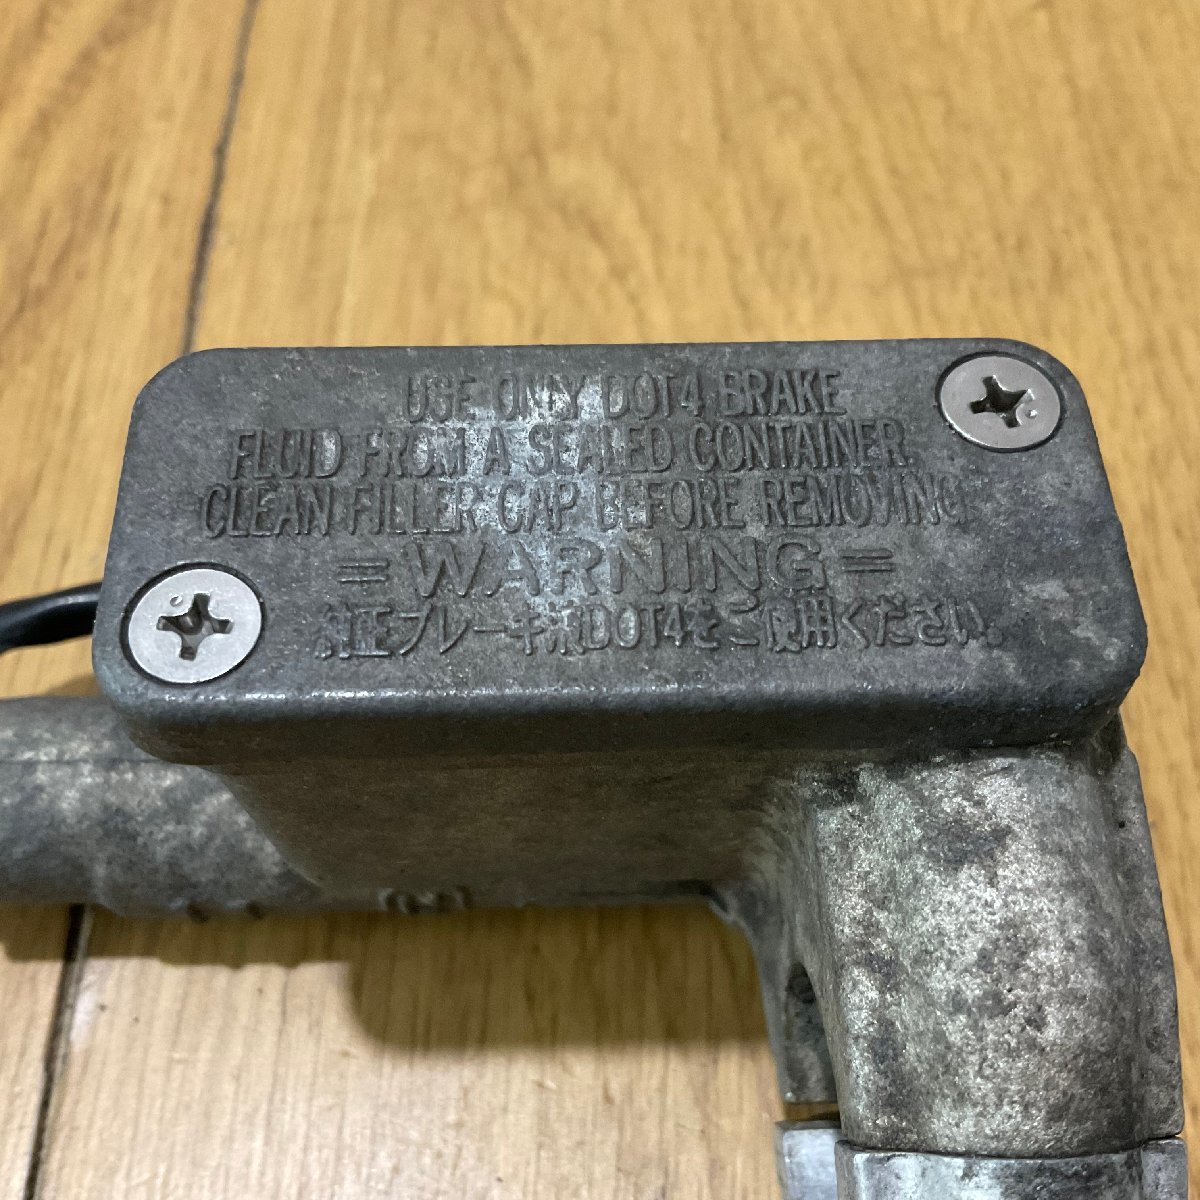 USE ONLY DOT4 BRAKE
FLUID FROM A SEALED CONTAINER.
CLEAN FILLER CAP BEFORE REMOVING
=WARNING=
純正ブレーキ液DOT4をご使用ください。